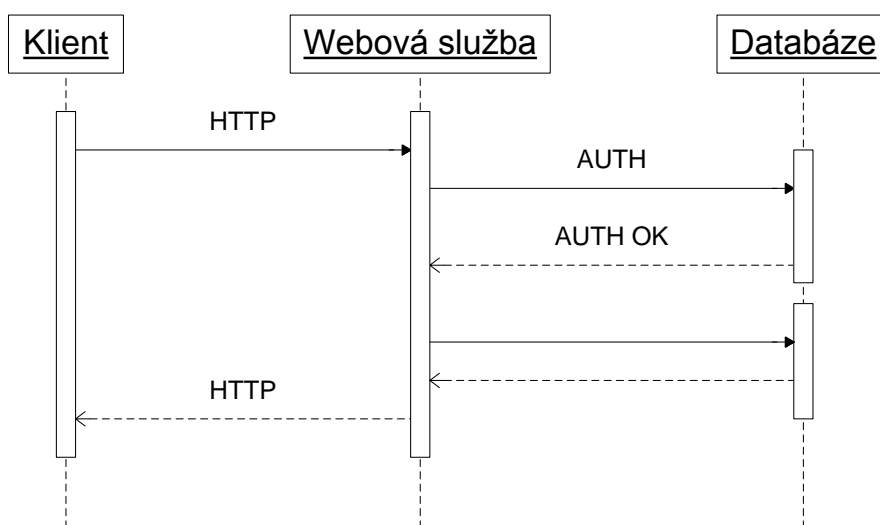 Klient
Webová služba
Databáze
HTTP
AUTH
AUTH OK
HTTP